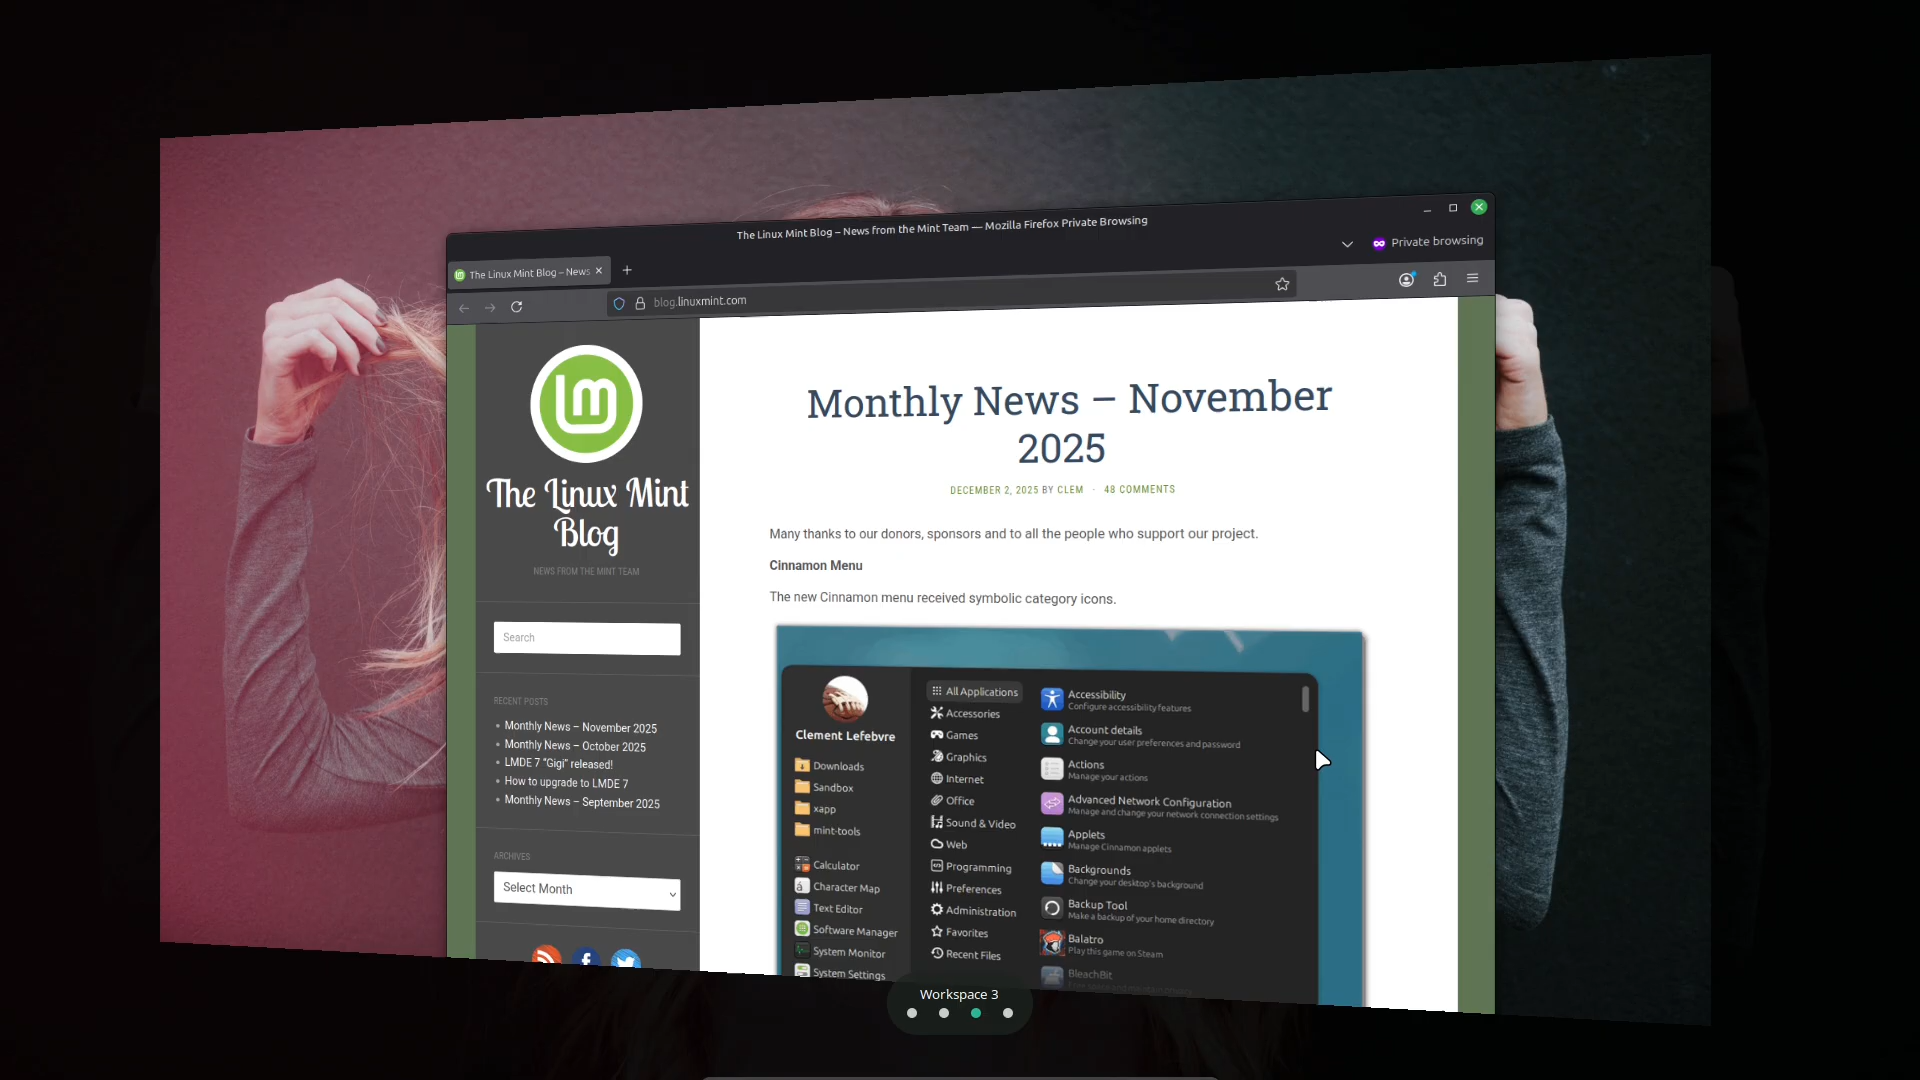 The Linux Mint Blog – News from the Mint Team — Mozilla Firefox Private Browsing
Private browsing
The Linux Mint Blog – News
blog.linuxmint.com
lm
The Linux Mint
Blog
NEWS FROM THE MINT TEAM
Search
RECENT POSTS
Monthly News – November 2025
Monthly News – October 2025
LMDE 7 “Gigi” released!
How to upgrade to LMDE 7
Monthly News – September 2025
ARCHIVES
Select Month
Monthly News – November
2025
DECEMBER 2, 2025 BY CLEM - 48 COMMENTS
Many thanks to our donors, sponsors and to all the people who support our project.
Cinnamon Menu
The new Cinnamon menu received symbolic category icons.
Clement Lefebvre
Downloads
Sandbox
xapp
mint-tools
Calculator
Character Map
Text Editor
Software Manager
System Monitor
System Settings
All Applications
Accessories
Games
Graphics
Internet
Office
Sound & Video
Web
Programming
Preferences
Administration
Favorites
Recent Files
Accessibility
Configure accessibility features
Account details
Change your user preferences and password
Actions
Manage your actions
Advanced Network Configuration
Manage and change your network connection settings
Applets
Manage Cinnamon applets
Backgrounds
Change your desktop's background
Backup Tool
Make a backup of your home directory
Balatro
Play this game on Steam
BleachBit
Workspace 3